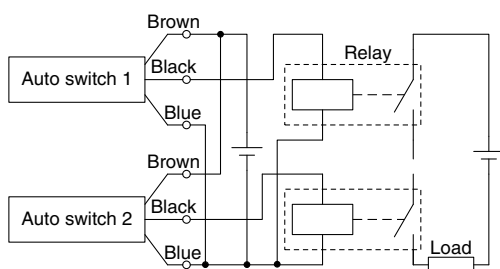 Brown
Relay
Auto switch 1
Black
Blue
Brown
Auto switch 2
Black
Blue
Load